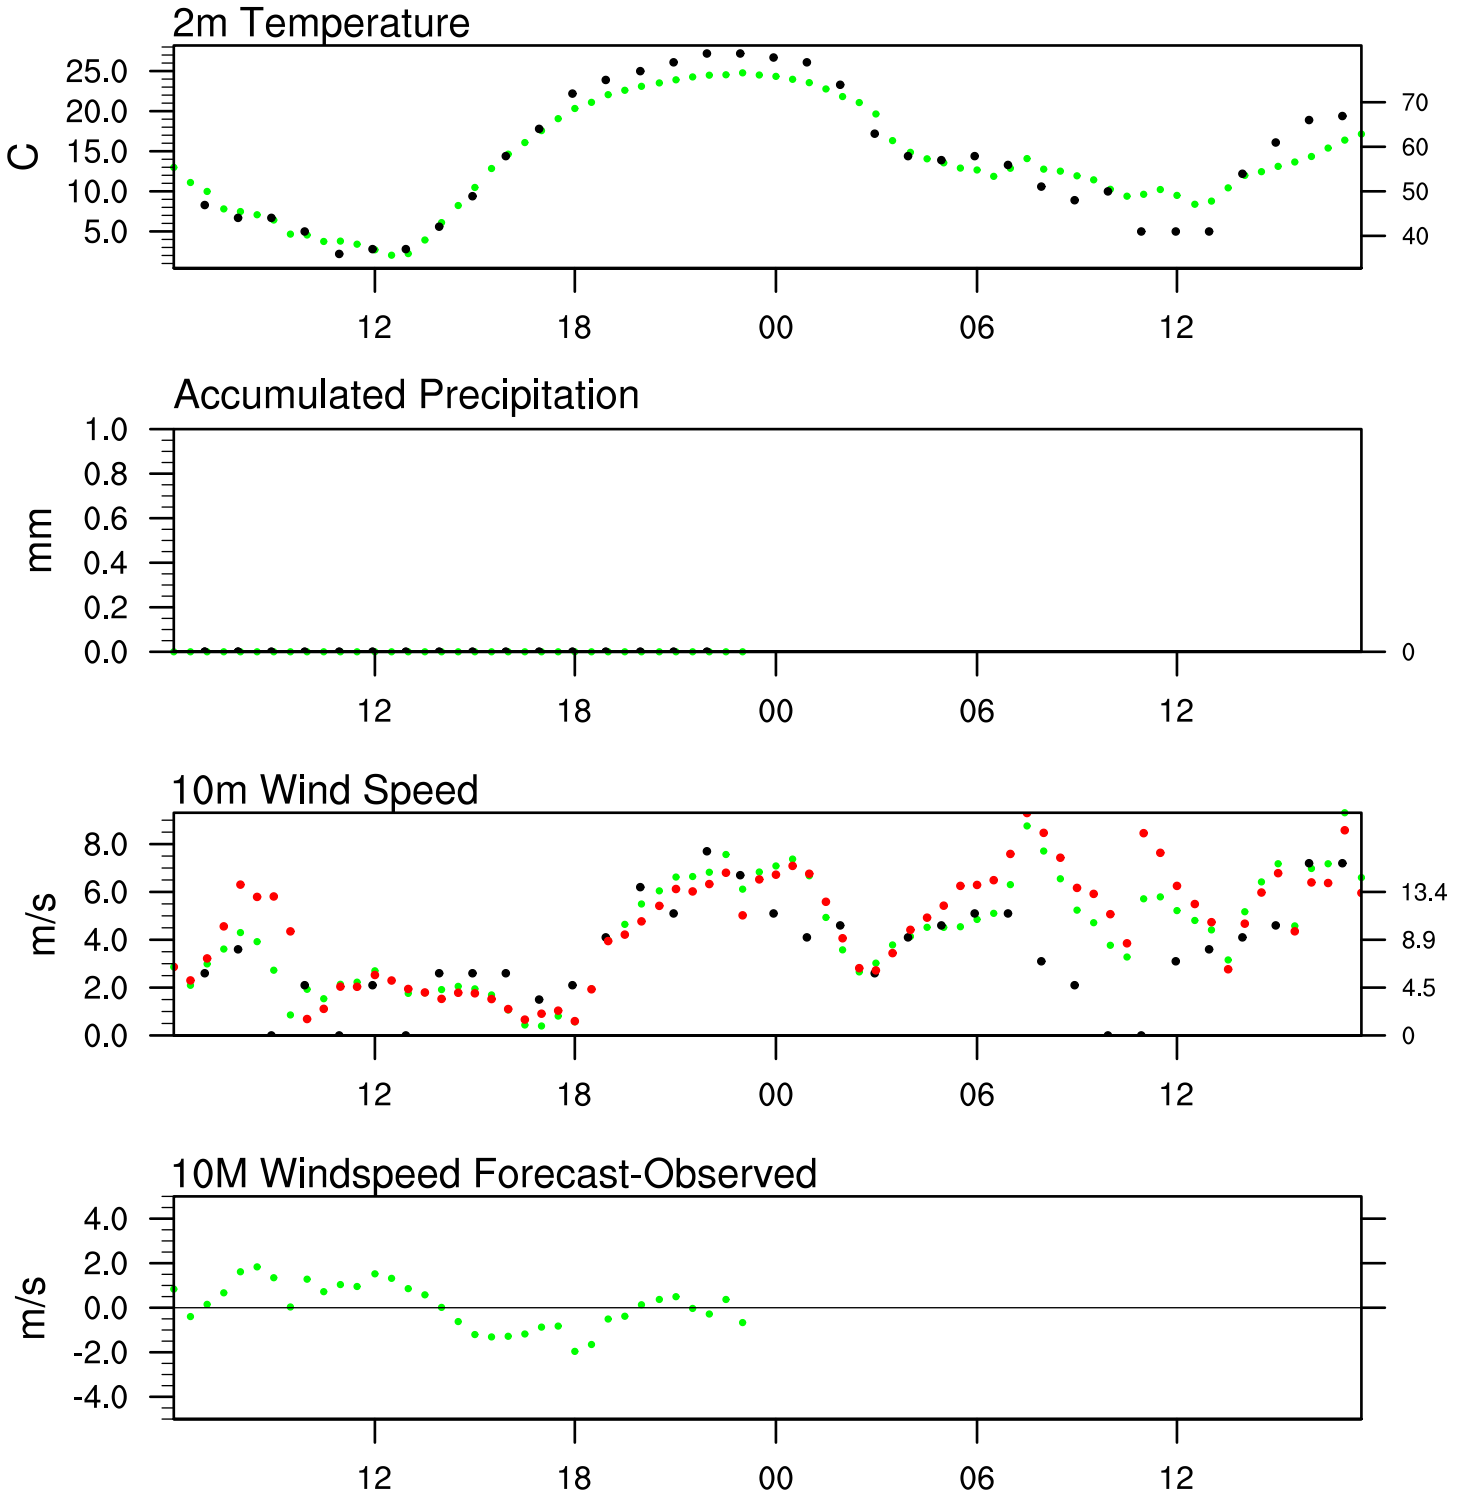 2m Temperature
25.0
20.0
15.0
10.0
5.0
C
70
60
50
40
12 18 00 06 12
Accumulated Precipitation
1.0
0.8
0.6
0.4
0.2
0.0
mm
0
12 18 00 06 12
10m Wind Speed
8.0
6.0
4.0
2.0
0.0
m/s
13.4
8.9
4.5
0
12 18 00 06 12
10M Windspeed Forecast-Observed
4.0
2.0
0.0
-2.0
-4.0
m/s
12 18 00 06 12